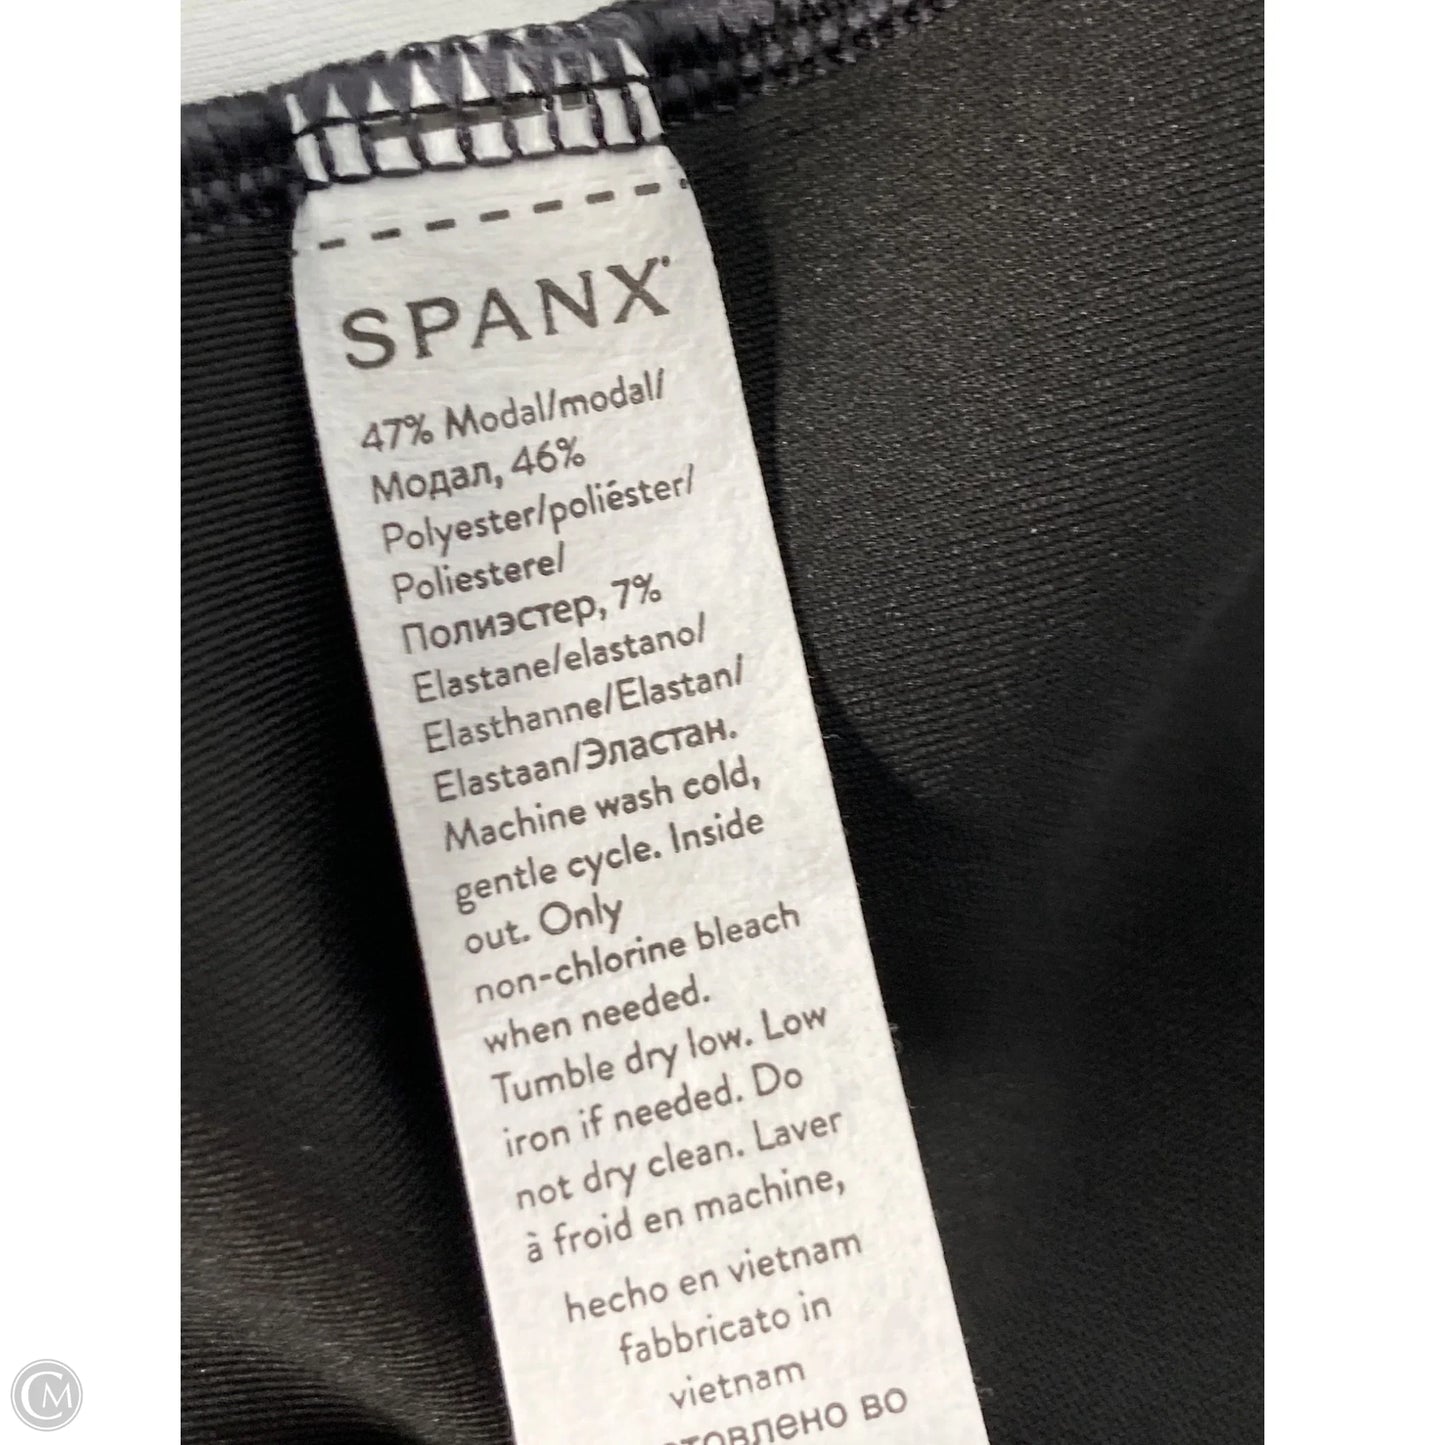 SPANX
47% Modal/modal/
Модал, 46%
Polyester/poliéster/
Poliestere/
Полиэстер, 7%
Elastane/elastano/
Elasthanne/Elastan/
Elastaan/Эластан.
Machine wash cold,
gentle cycle. Inside
out. Only
non-chlorine bleach
when needed.
Tumble dry low. Low
iron if needed. Do
not dry clean. Laver
à froid en machine,
hecho en vietnam
fabbricato in
vietnam
во
CM